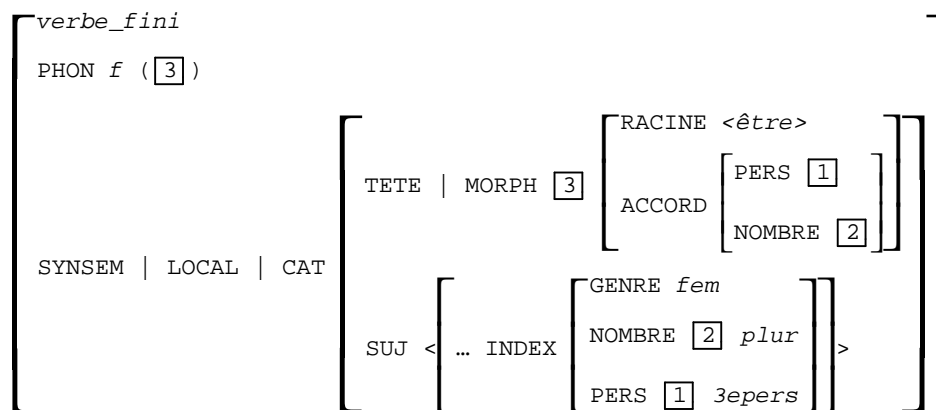 verbe_fini
PHON f ( 3 )
RACINE <être>
PERS 1
TETE | MORPH 3
ACCORD
NOMBRE 2
SYNSEM | LOCAL | CAT
GENRE fem
NOMBRE 2 plur
SUJ < … INDEX >
PERS 1 3epers